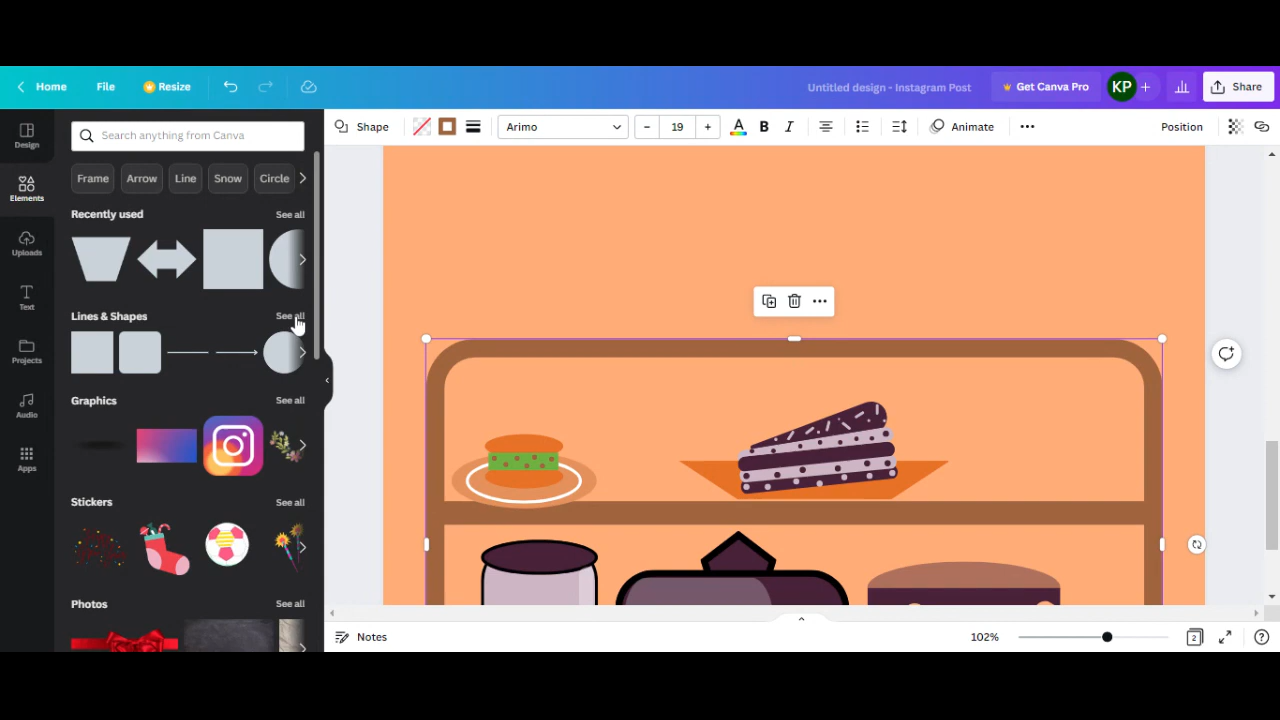 Home File Resize Untitled design - Instagram Post Get Canva Pro KP + Share
Design
Elements
Uploads
Text
Projects
Audio
Apps
Search anything from Canva
Frame Arrow Line Snow Circle
Recently used See all
Lines & Shapes See all
Graphics See all
Stickers See all
Photos See all
Shape Arimo − 19 + A B I Animate Position
Notes 102% 2 ?